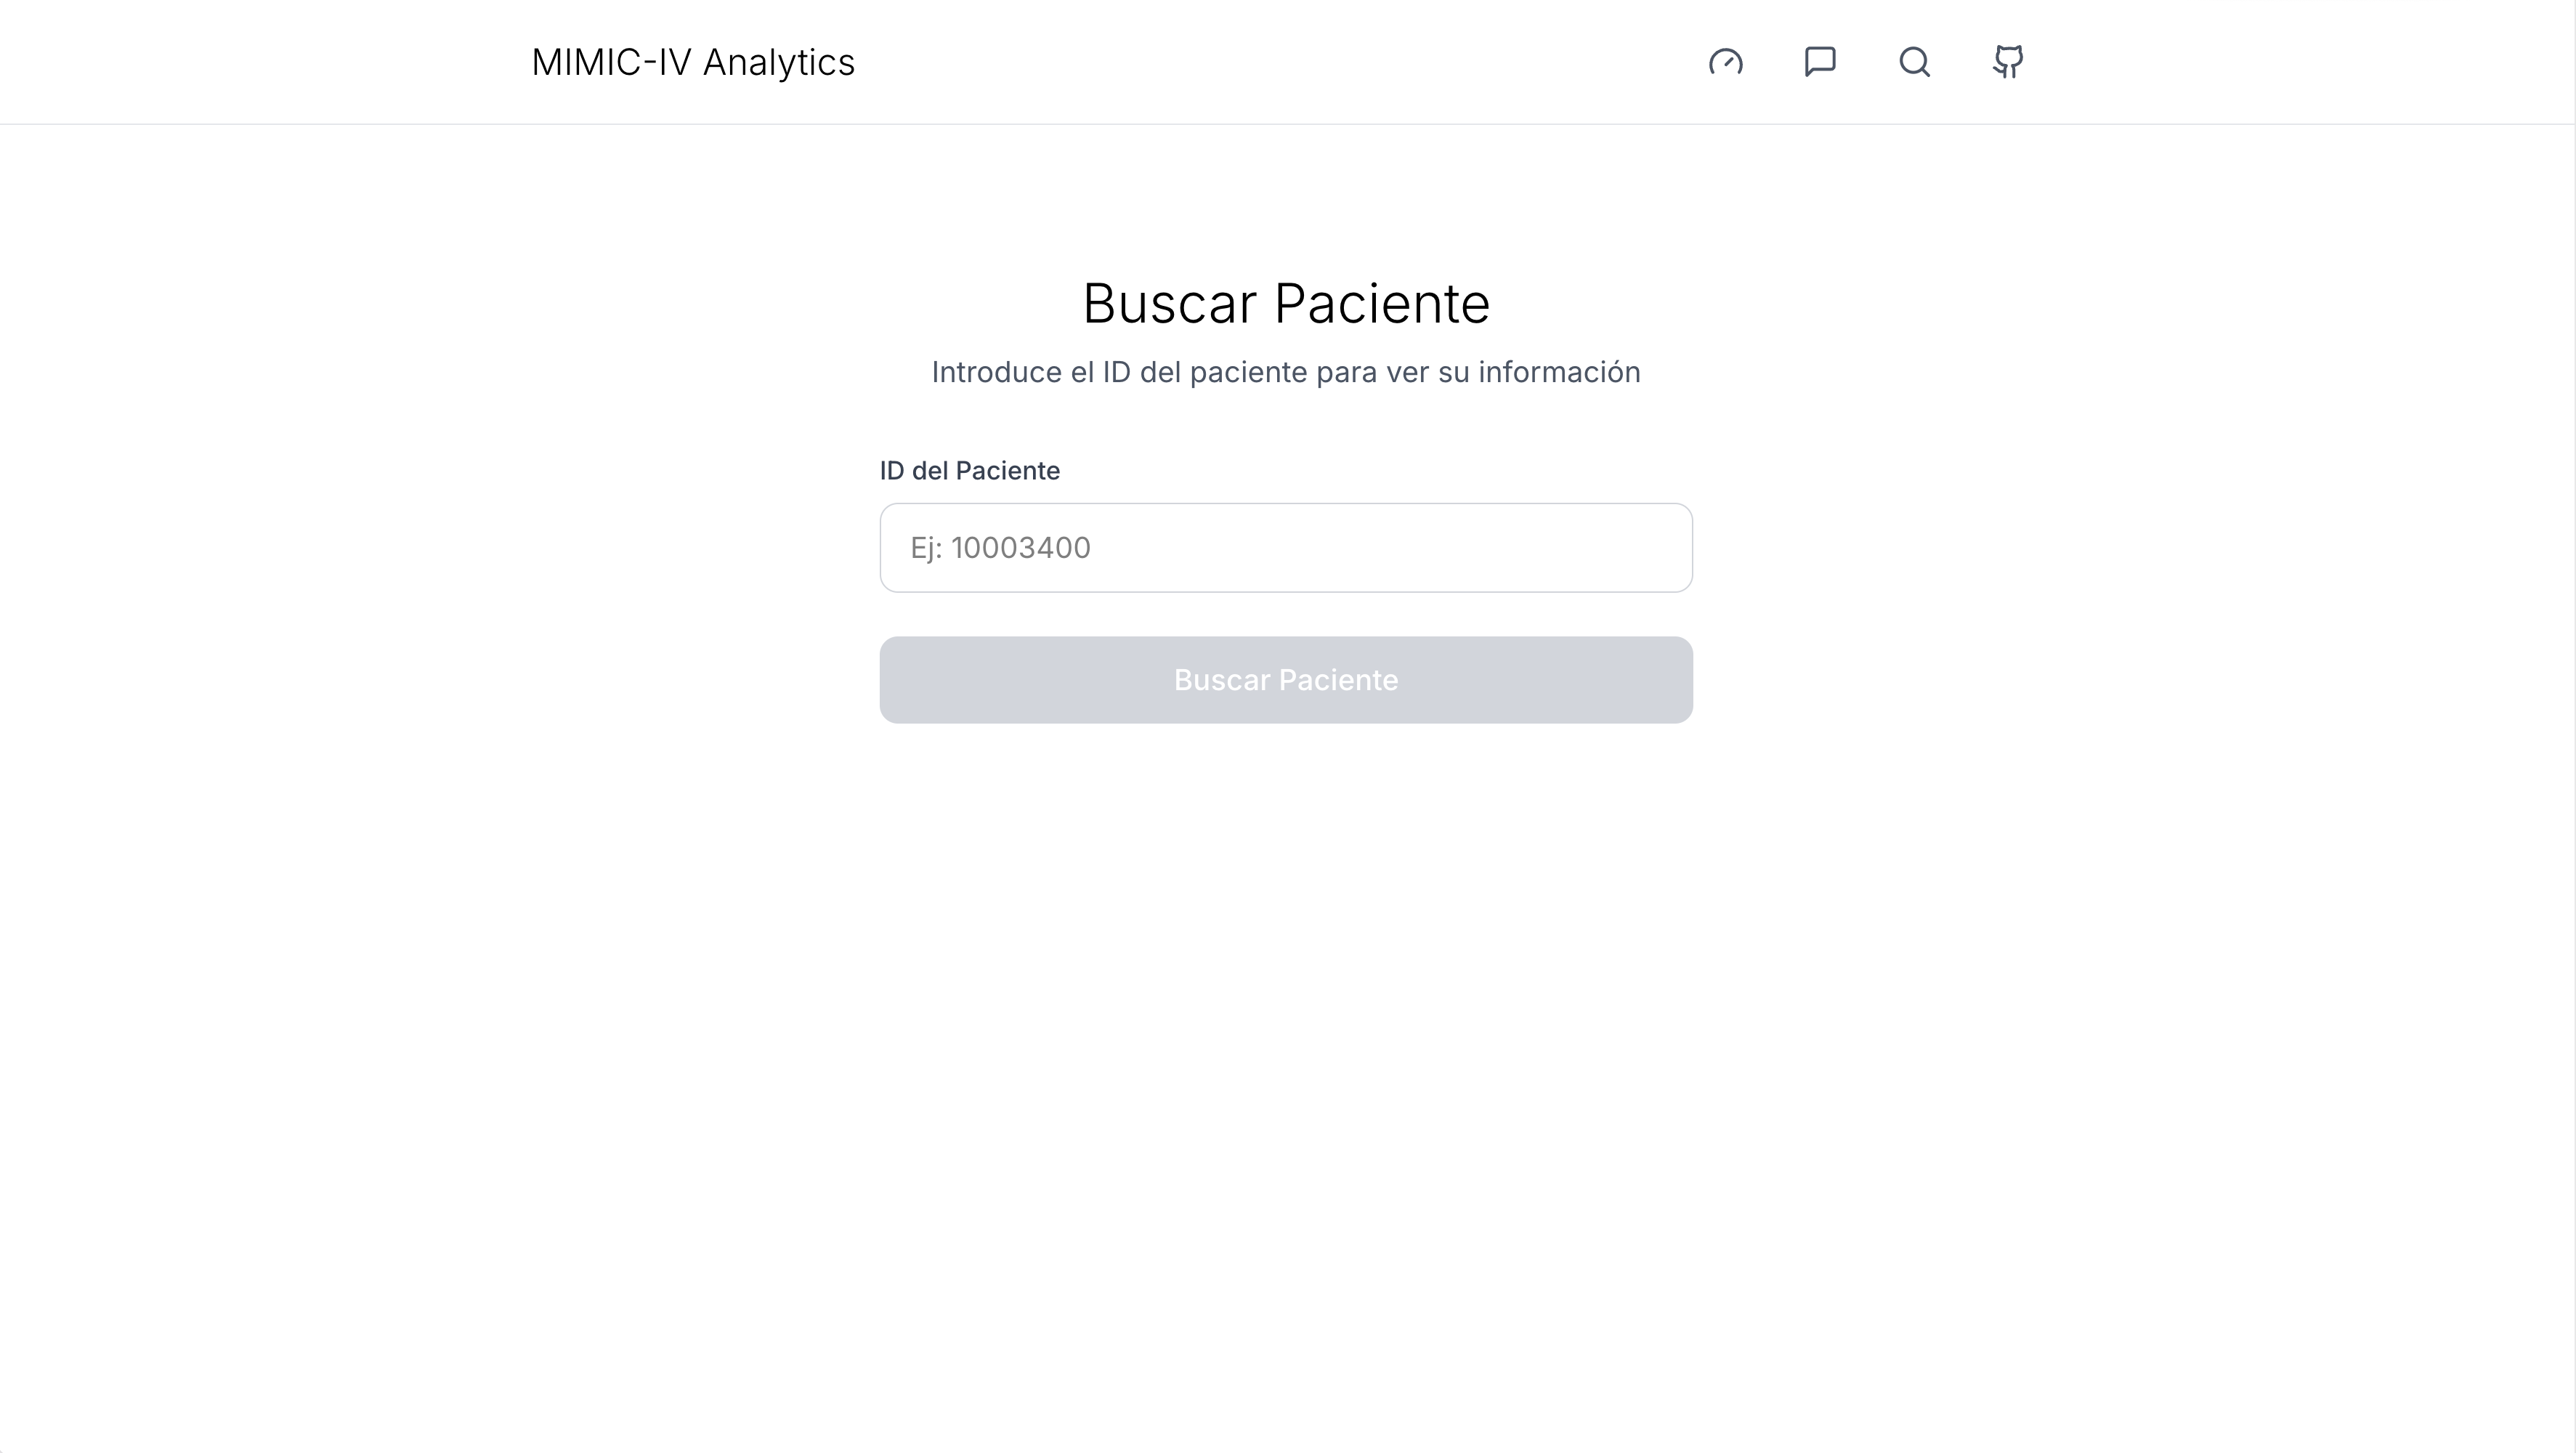 MIMIC-IV Analytics
Buscar Paciente
Introduce el ID del paciente para ver su información
ID del Paciente
Ej: 10003400
Buscar Paciente